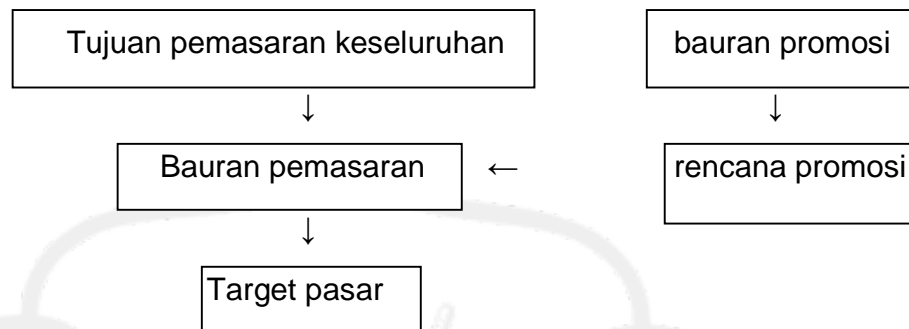 Tujuan pemasaran keseluruhan
bauran promosi
↓
↓
Bauran pemasaran
←
rencana promosi
↓
Target pasar